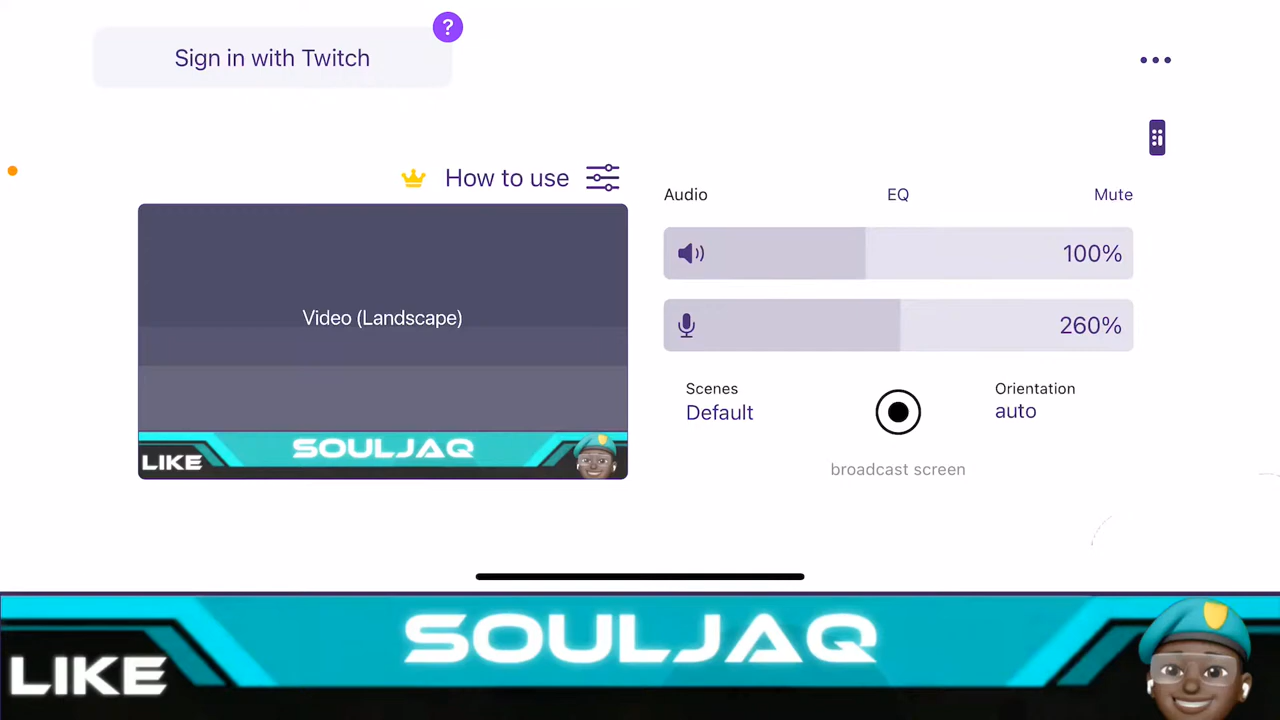 ?
Sign in with Twitch
How to use
Audio
EQ
Mute
100%
260%
Video (Landscape)
Scenes
Default
Orientation
auto
broadcast screen
LIKE
SOULJAQ
LIKE
SOULJAQ